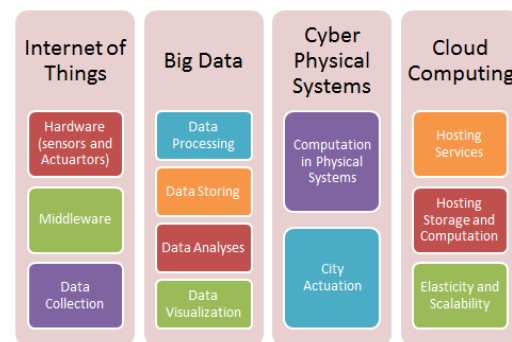 Internet of
Things
Hardware
(sensors and
Actuartors)
Middleware
Data
Collection
Big Data
Data
Processing
Data Storing
Data Analyses
Data
Visualization
Cyber
Physical
Systems
Computation
in Physical
Systems
City
Actuation
Cloud
Computing
Hosting
Services
Hosting
Storage and
Computation
Elasticity and
Scalability